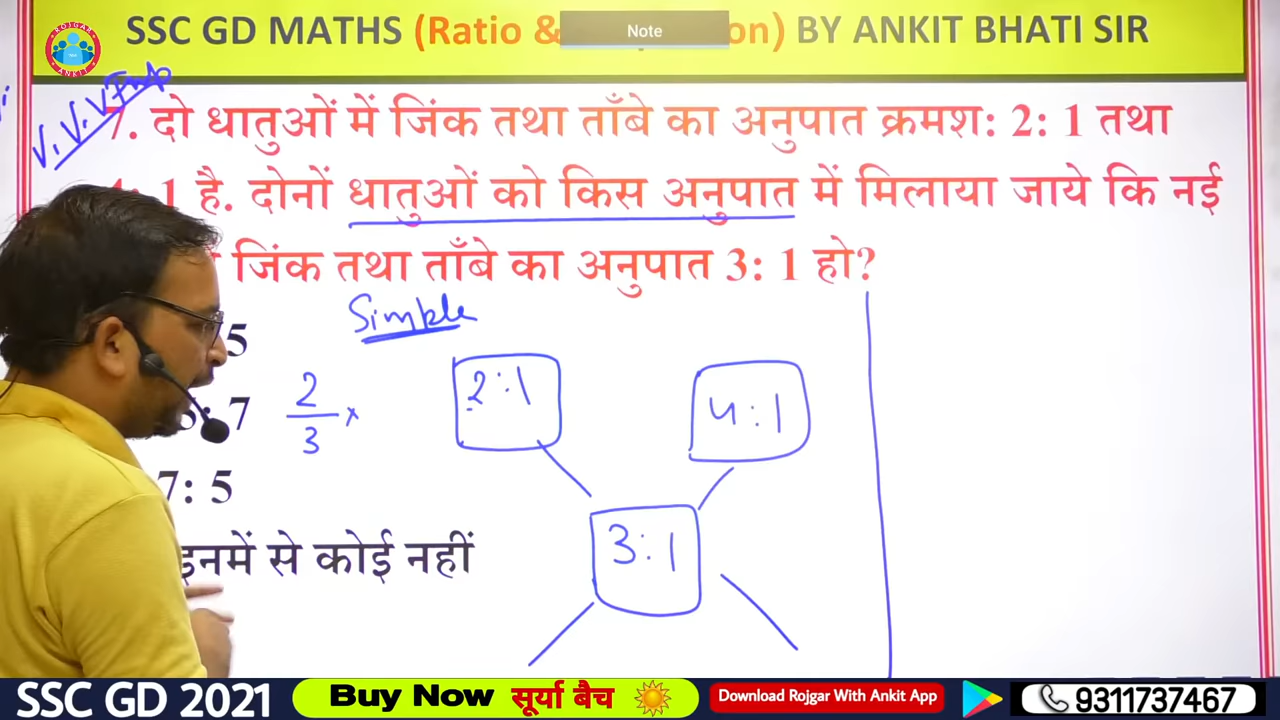 SSC GD MATHS (Ratio & on) BY ANKIT BHATI SIR
Note
V.V.V Imp
7. दो धातुओं में जिंक तथा ताँबे का अनुपात क्रमश: 2: 1 तथा
1 है. दोनों धातुओं को किस अनुपात में मिलाया जाये कि नई
जिंक तथा ताँबे का अनुपात 3: 1 हो?
Simple
5
2:1
4:1
: 7
2/3 ×
7: 5
3:1
इनमें से कोई नहीं
SSC GD 2021
Buy Now सूर्या बैच
Download Rojgar With Ankit App
9311737467